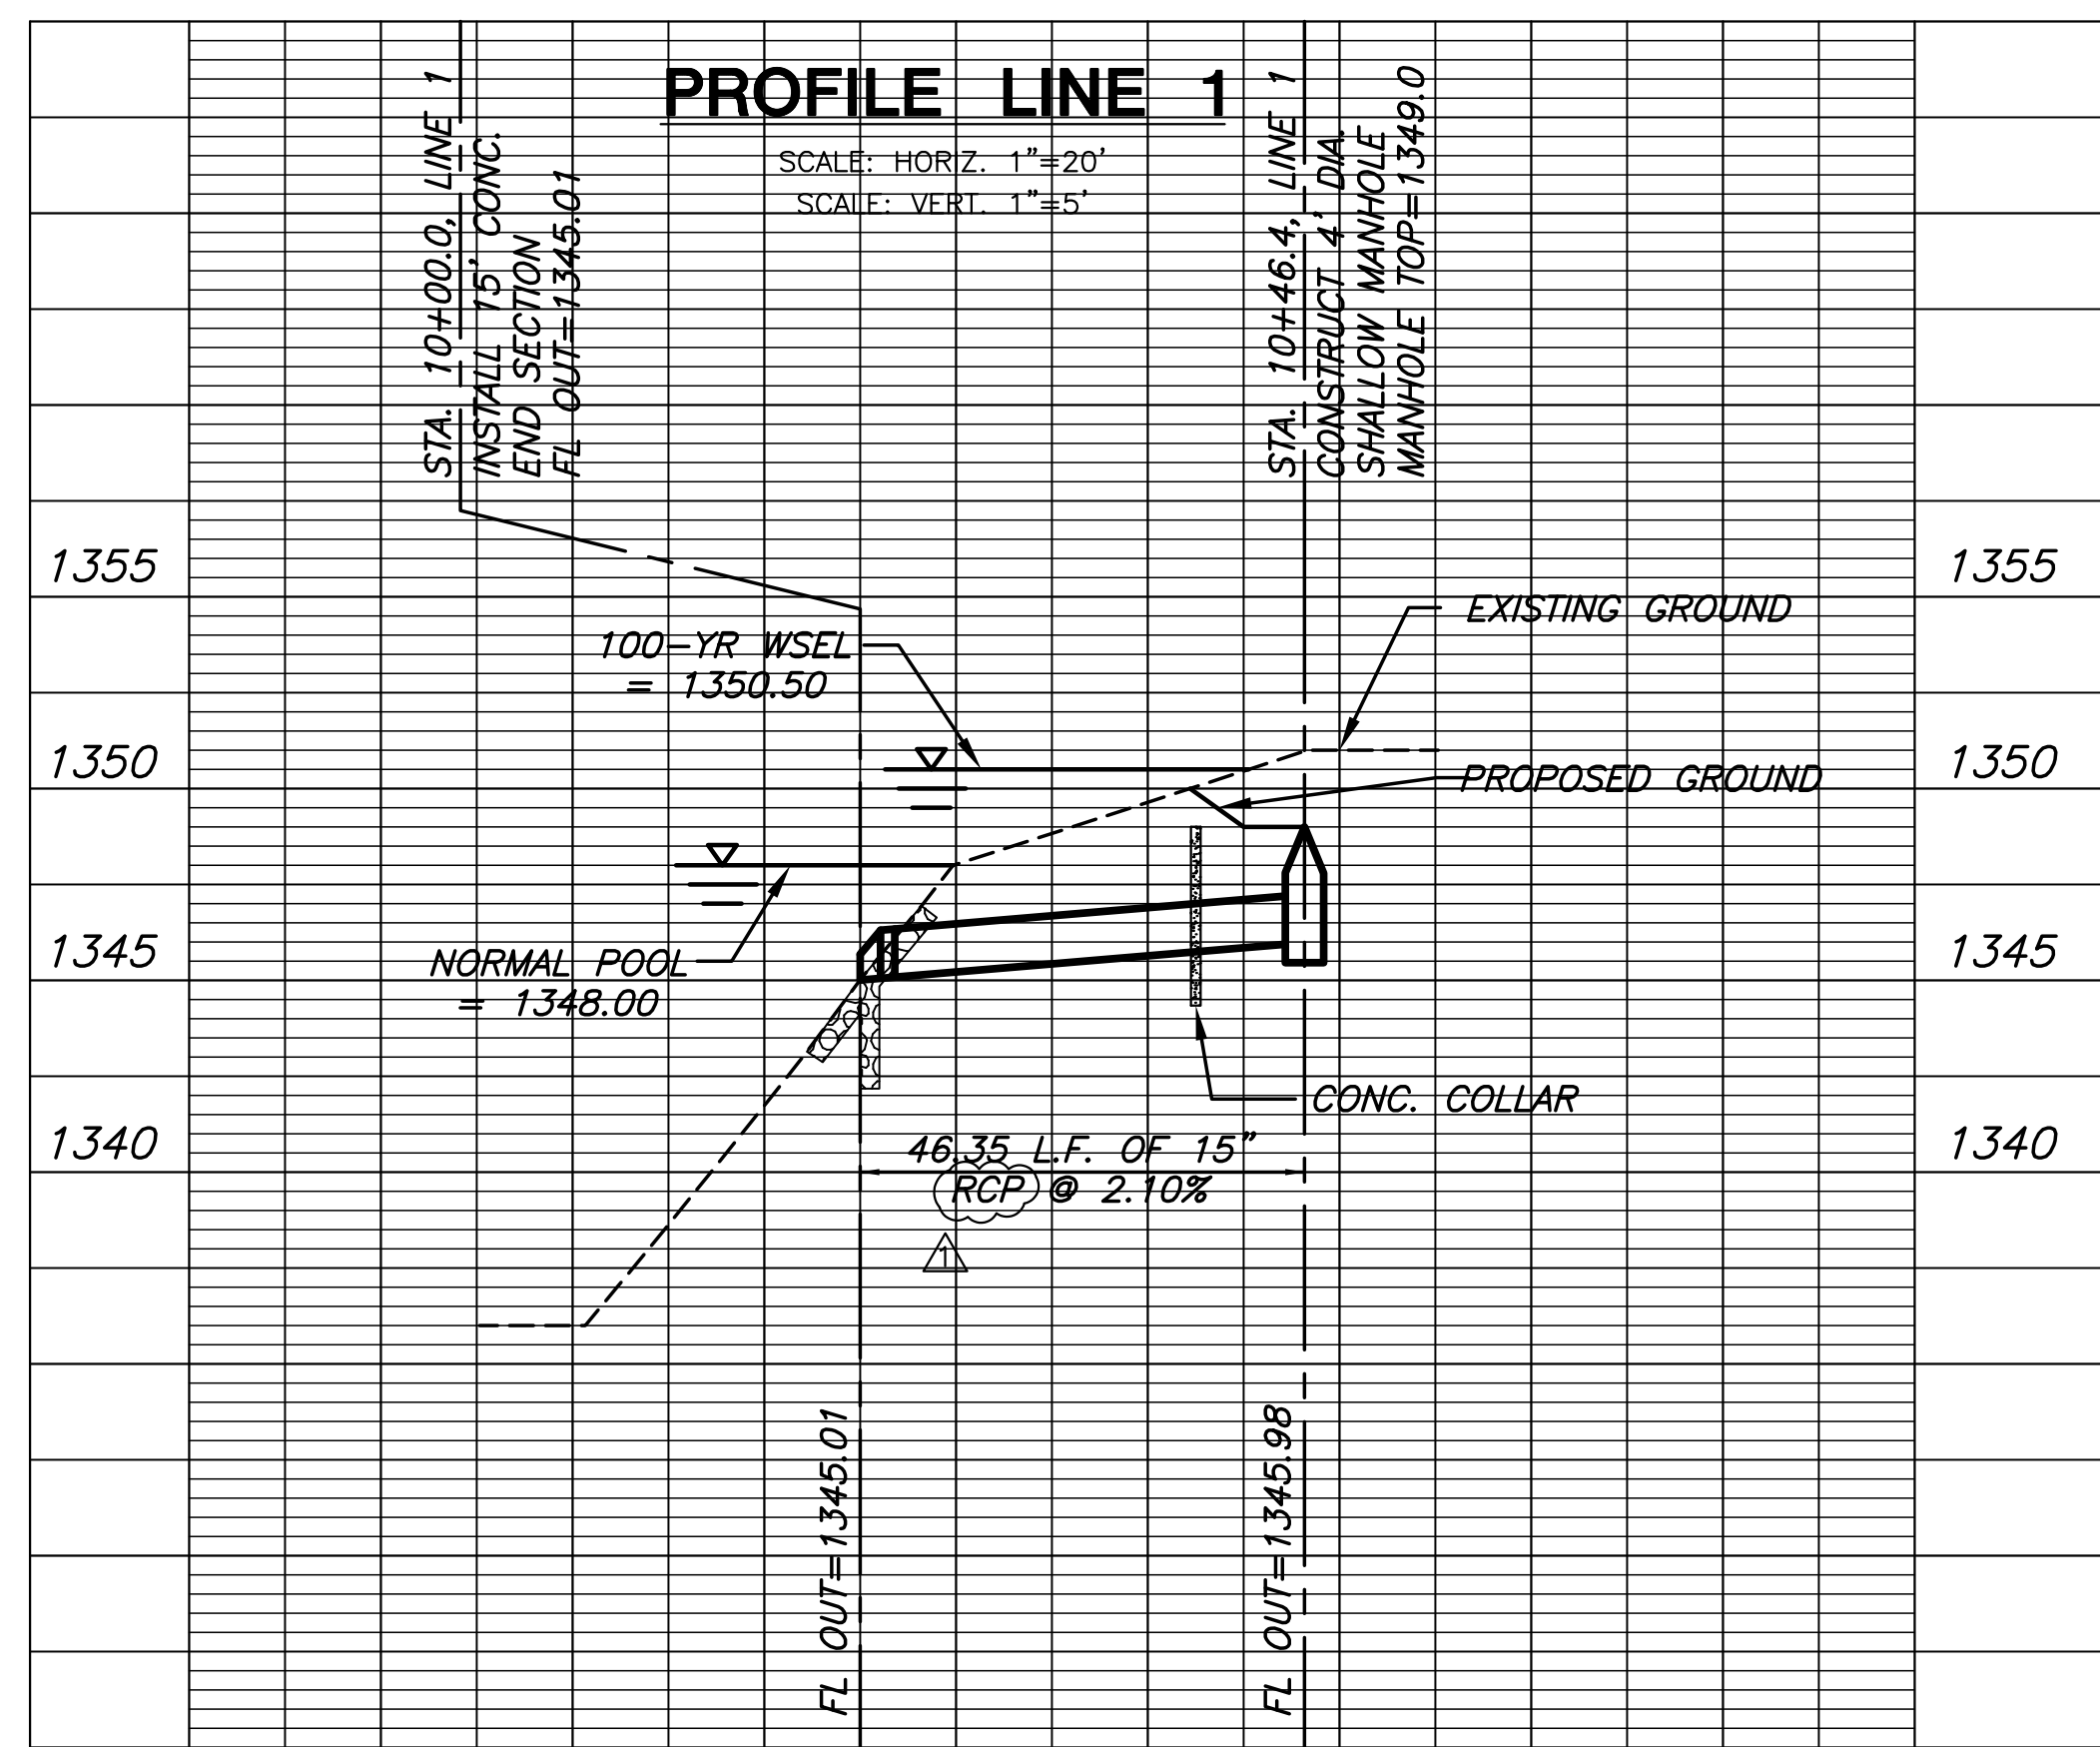 PROFILE LINE 1
SCALE: HORIZ. 1"=20'
SCALE: VERT. 1"=5'
STA. 10+00.0, LINE 1
INSTALL 15' CONC.
END SECTION
FL OUT=1345.01
STA. 10+46.4, LINE 1
CONSTRUCT 4' DIA.
SHALLOW MANHOLE
MANHOLE TOP=1349.0
1355
1355
EXISTING GROUND
100-YR WSEL
= 1350.50
1350
1350
PROPOSED GROUND
1345
1345
NORMAL POOL
= 1348.00
CONC. COLLAR
1340
1340
46.35 L.F. OF 15"
RCP @ 2.10%
1
FL OUT=1345.01
FL OUT=1345.98